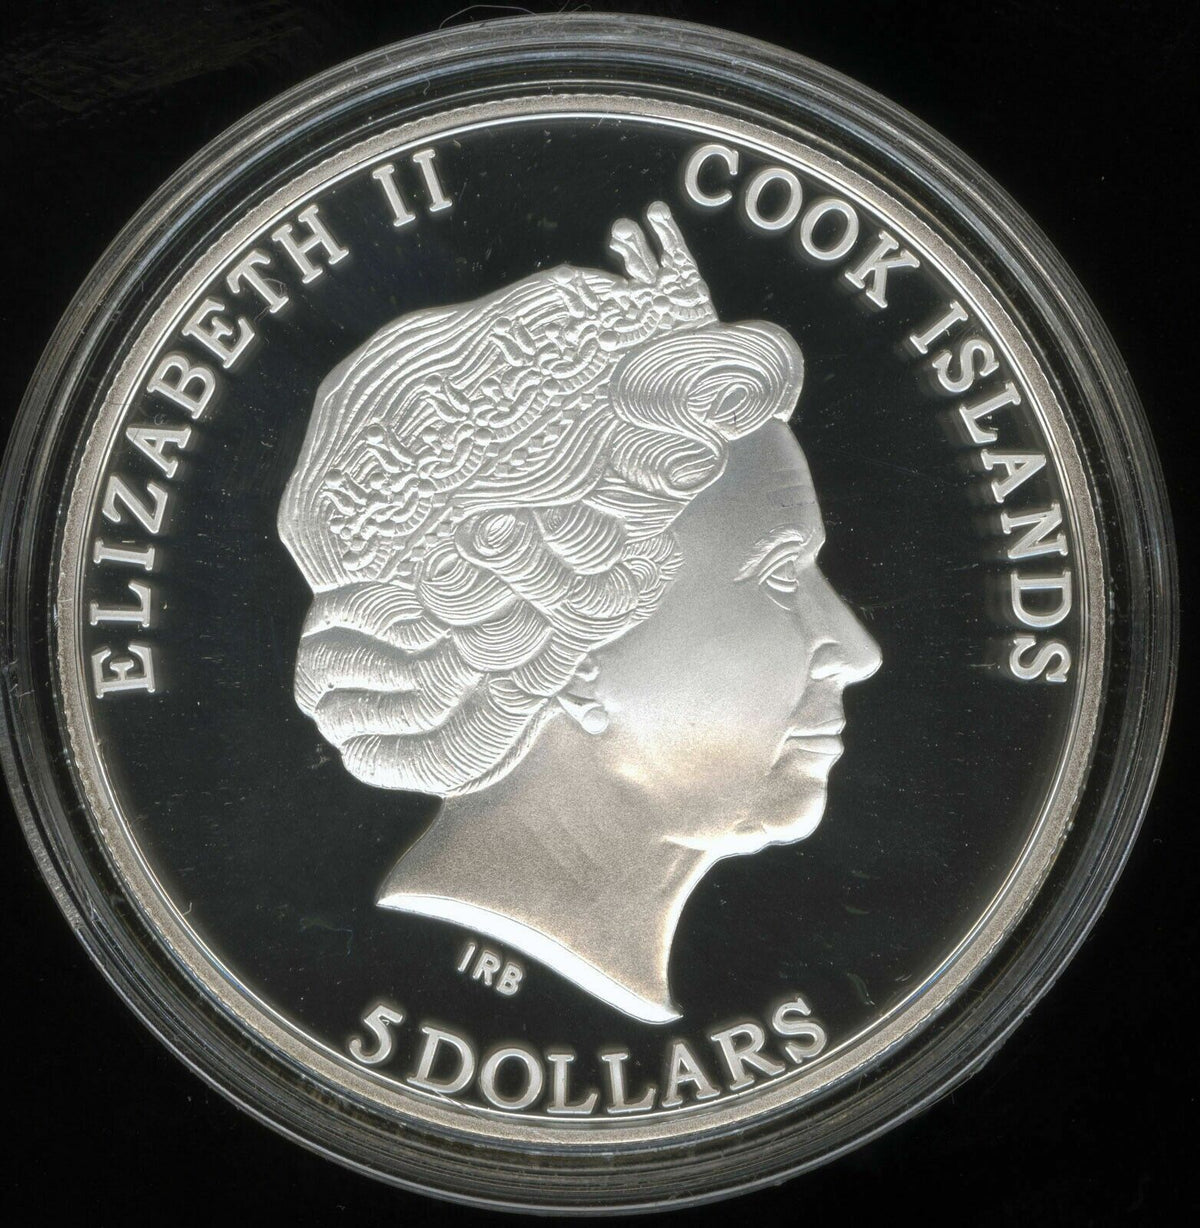 ELIZABETH II
COOK ISLANDS
IRB
5 DOLLARS